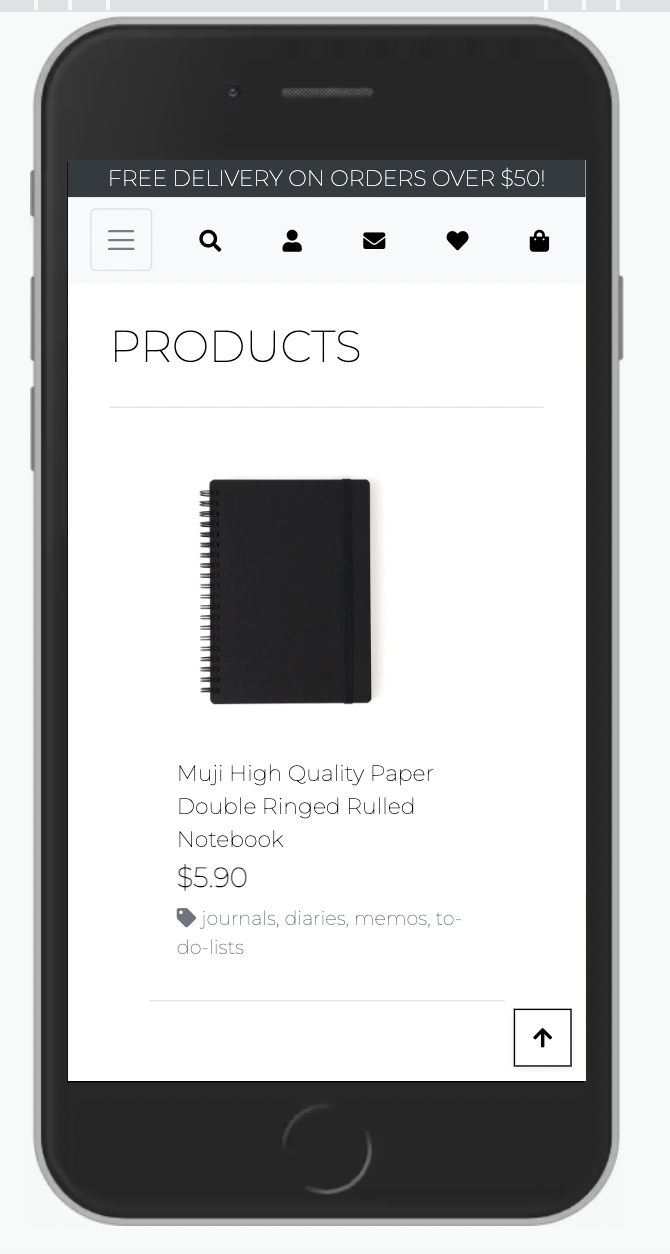 FREE DELIVERY ON ORDERS OVER $50!
PRODUCTS
Muji High Quality Paper
Double Ringed Rulled
Notebook
$5.90
journals, diaries, memos, to-
do-lists